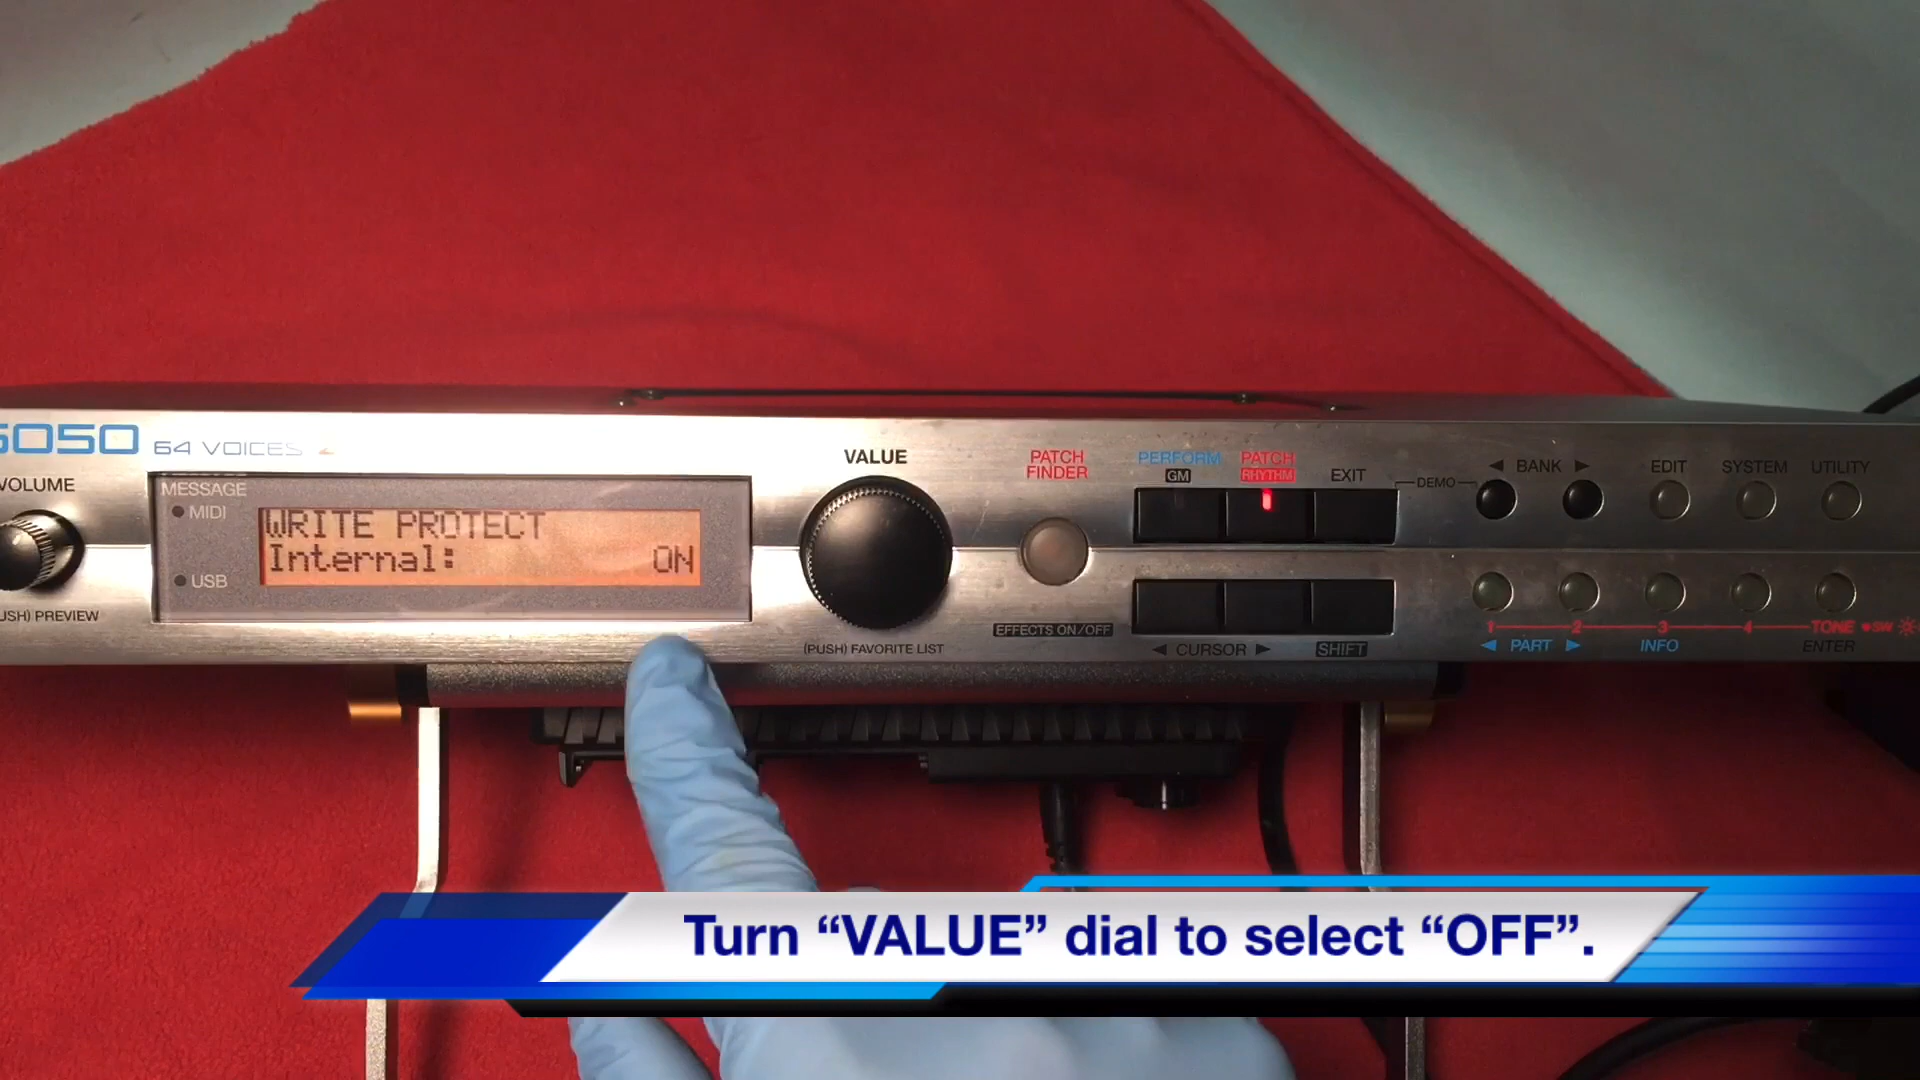 5050 64 VOICES
VOLUME
MESSAGE
MIDI
USB
WRITE PROTECT
Internal: ON
PREVIEW
VALUE
(PUSH) FAVORITE LIST
PATCH
FINDER
EFFECTS ON/OFF
PERFORM
GM
PATCH
RHYTHM
EXIT
DEMO
◄ BANK ►
EDIT
SYSTEM
UTILITY
◄ CURSOR ►
SHIFT
1 2 3 4 TONE SW
◄ PART ►
INFO
ENTER
Turn “VALUE” dial to select “OFF”.